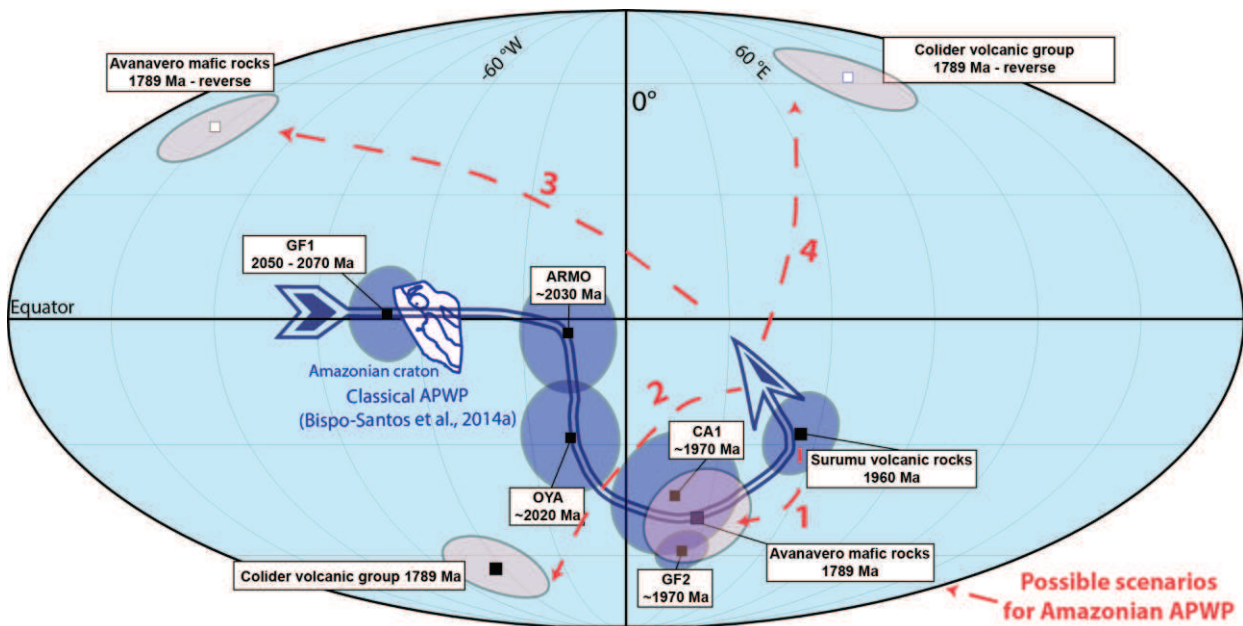 Avanavero mafic rocks
1789 Ma - reverse
-60 °W
60 °E
Colider volcanic group
1789 Ma - reverse
0°
3
4
GF1
2050 - 2070 Ma
ARMO
~2030 Ma
Equator
Amazonian craton
Classical APWP
(Bispo-Santos et al., 2014a)
2
CA1
~1970 Ma
Surumu volcanic rocks
1960 Ma
OYA
~2020 Ma
1
Avanavero mafic rocks
1789 Ma
Colider volcanic group 1789 Ma
GF2
~1970 Ma
Possible scenarios
for Amazonian APWP